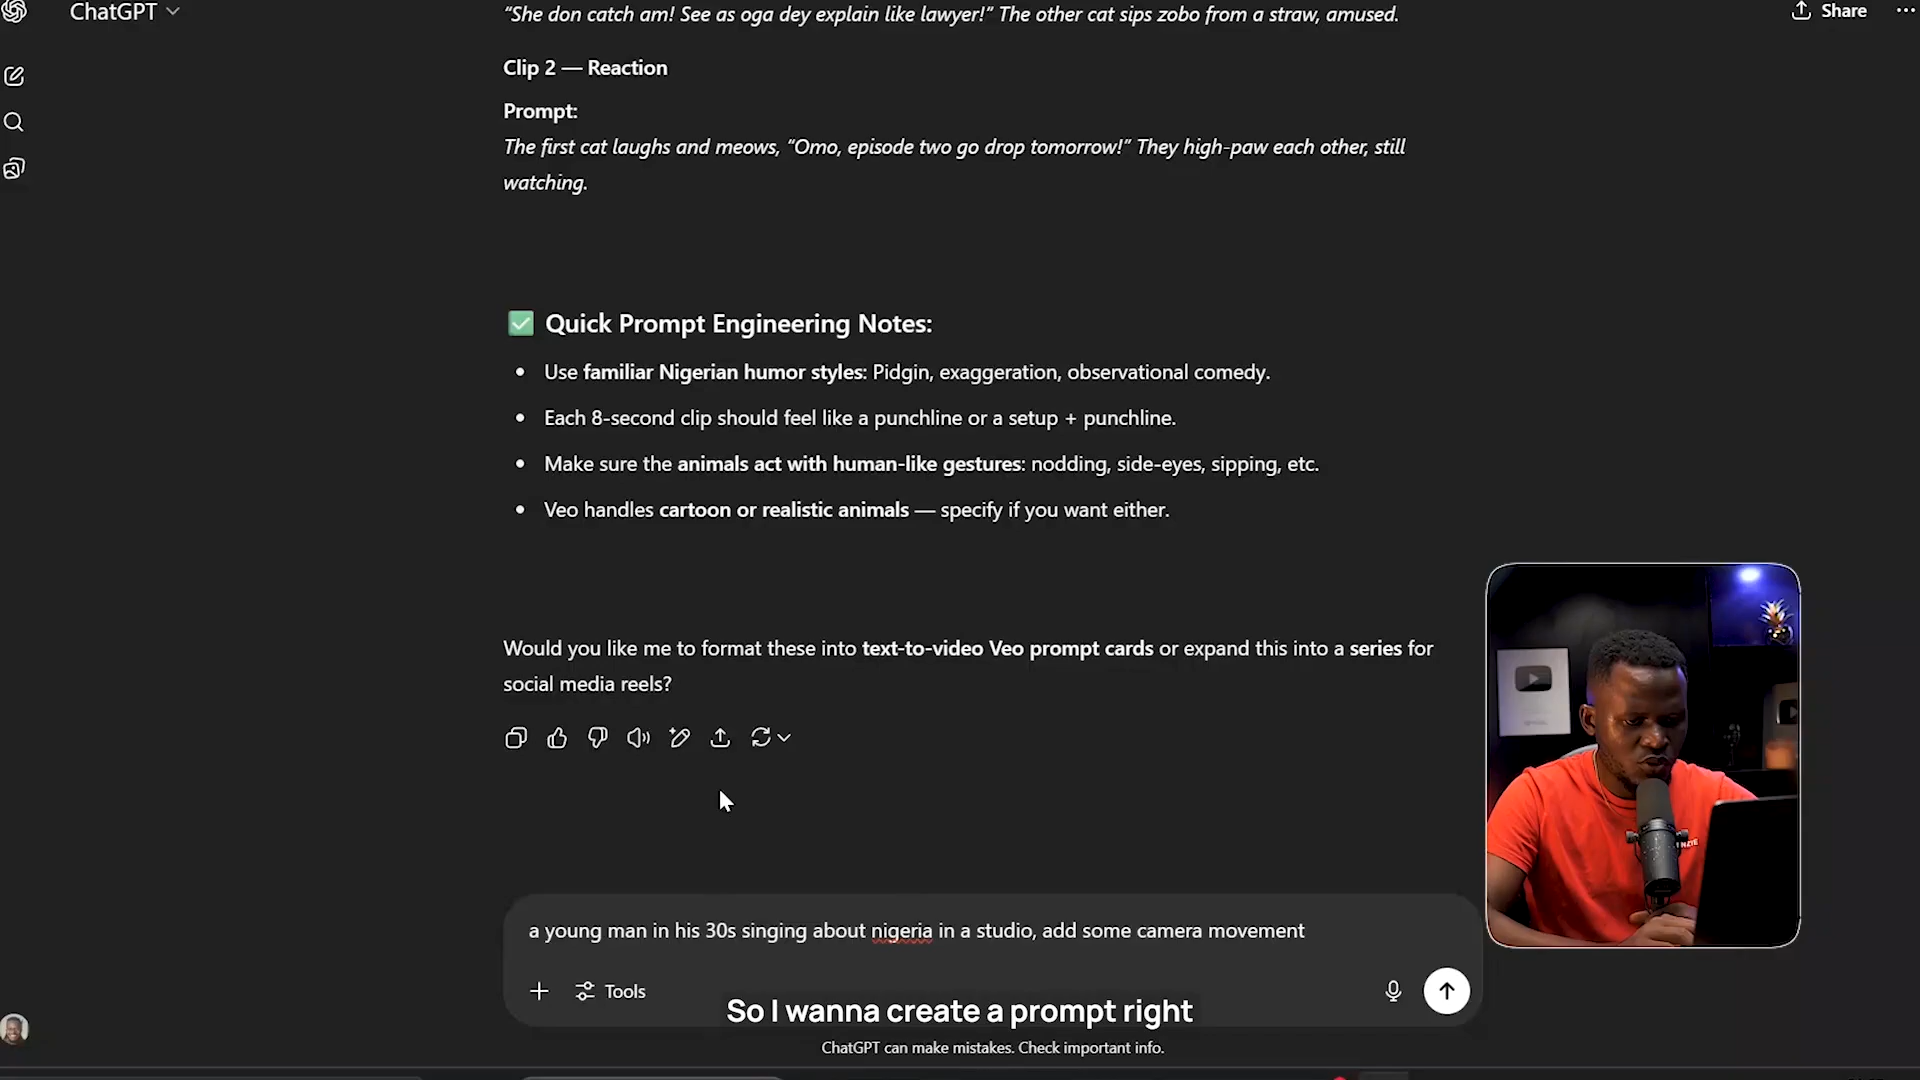 ChatGPT
Share
“She don catch am! See as oga dey explain like lawyer!” The other cat sips zobo from a straw, amused.
Clip 2 — Reaction
Prompt:
The first cat laughs and meows, “Omo, episode two go drop tomorrow!” They high-paw each other, still
watching.
✅ Quick Prompt Engineering Notes:
• Use familiar Nigerian humor styles: Pidgin, exaggeration, observational comedy.
• Each 8-second clip should feel like a punchline or a setup + punchline.
• Make sure the animals act with human-like gestures: nodding, side-eyes, sipping, etc.
• Veo handles cartoon or realistic animals — specify if you want either.
Would you like me to format these into text-to-video Veo prompt cards or expand this into a series for
social media reels?
a young man in his 30s singing about nigeria in a studio, add some camera movement
Tools
So I wanna create a prompt right
ChatGPT can make mistakes. Check important info.